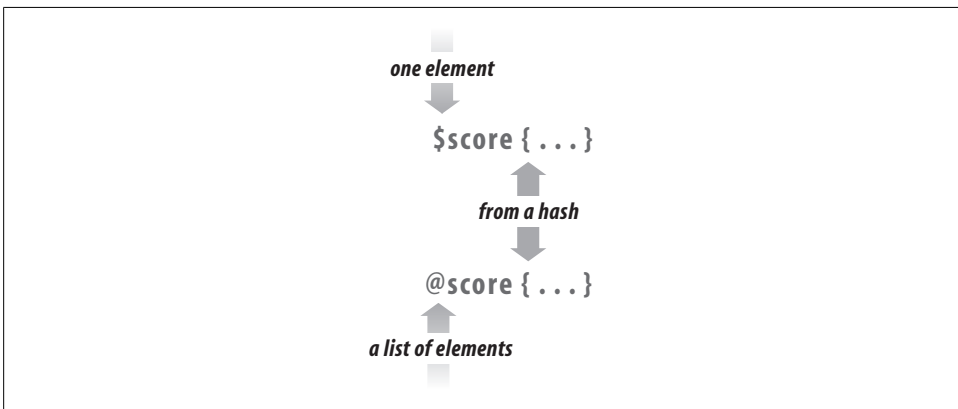 one element
$score { . . . }
from a hash
@score { . . . }
a list of elements